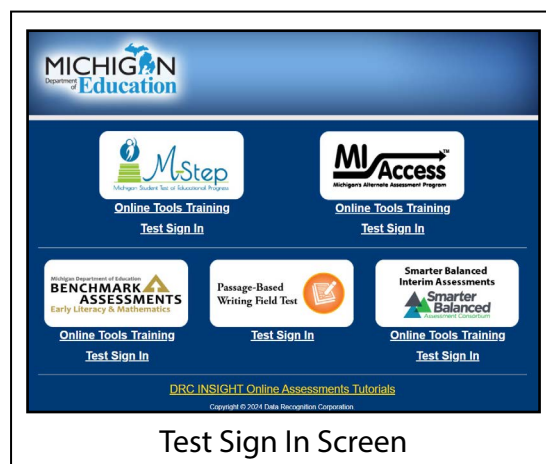 MICHIGAN
Department of Education
M-Step
Michigan Student Test of Educational Progress
Online Tools Training
Test Sign In
MI Access™
Michigan's Alternate Assessment Program
Online Tools Training
Test Sign In
Michigan Department of Education
BENCHMARK
ASSESSMENTS
Early Literacy & Mathematics
Online Tools Training
Test Sign In
Passage-Based
Writing Field Test
Test Sign In
Smarter Balanced
Interim Assessments
Smarter
Balanced
Assessment Consortium
Online Tools Training
Test Sign In
DRC INSIGHT Online Assessments Tutorials
Copyright © 2024 Data Recognition Corporation.
Test Sign In Screen